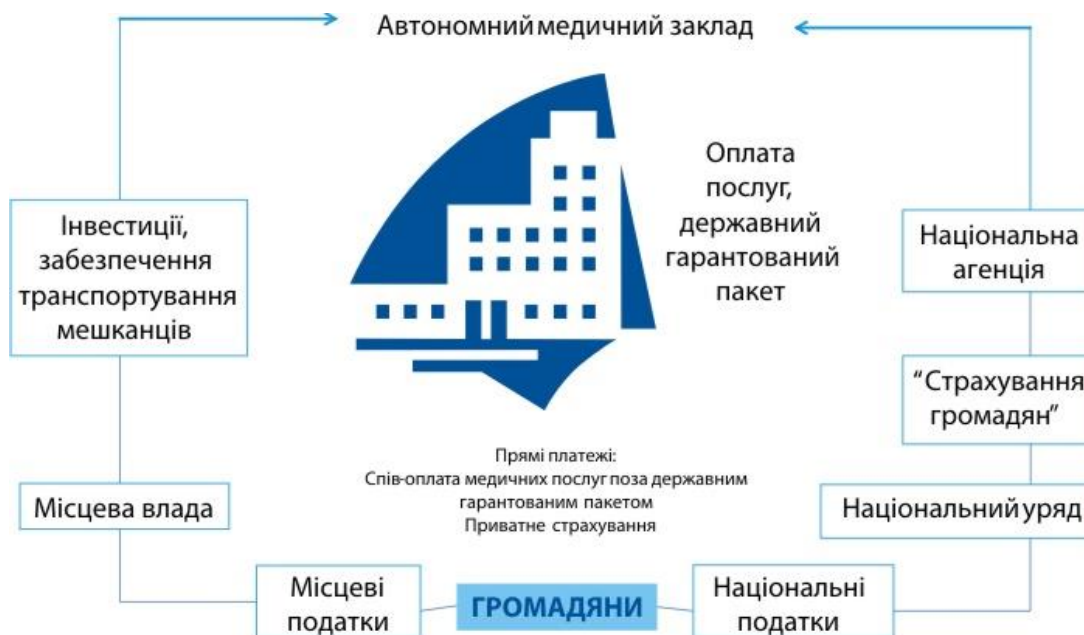 Автономний медичний заклад
Оплата
послуг,
державний
гарантований
пакет
Інвестиції,
забезпечення
транспортування
мешканців
Національна
агенція
“Страхування
громадян”
Прямі платежі:
Спів-оплата медичних послуг поза державним
гарантованим пакетом
Приватне страхування
Місцева влада
Національний уряд
Місцеві
податки
ГРОМАДЯНИ
Національні
податки